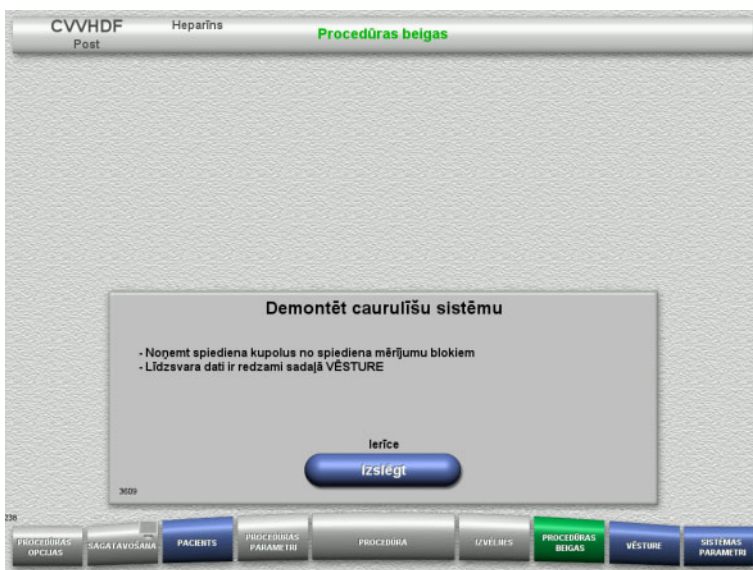 CVVHDF Heparīns Procedūras beigas
Post
Demontēt caurulīšu sistēmu
- Noņemt spiediena kupolus no spiediena mērījumu blokiem
- Līdzsvara dati ir redzami sadaļā VĒSTURE
Ierīce
Izslēgt
3609
236
PROCEDŪRAS OPCIJAS
SAGATAVOŠANA
PACIENTS
PROCEDŪRAS PARAMETRI
PROCEDŪRA
IZVĒLNES
PROCEDŪRAS BEIGAS
VĒSTURE
SISTĒMAS PARAMETRI